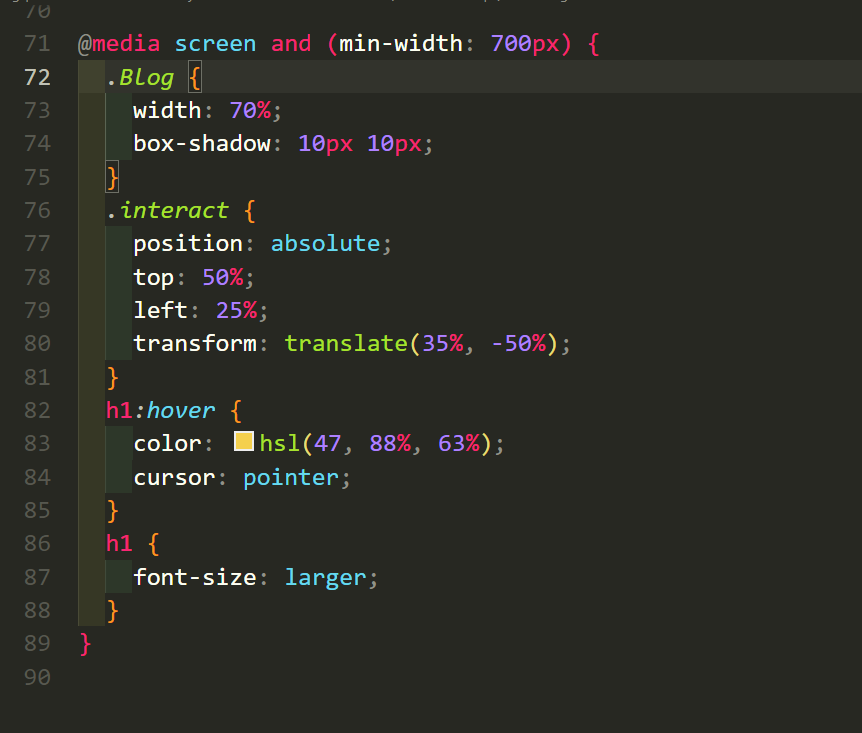 70
71 @media screen and (min-width: 700px) {
72 .Blog {
73 width: 70%;
74 box-shadow: 10px 10px;
75 }
76 .interact {
77 position: absolute;
78 top: 50%;
79 left: 25%;
80 transform: translate(35%, -50%);
81 }
82 h1:hover {
83 color: hsl(47, 88%, 63%);
84 cursor: pointer;
85 }
86 h1 {
87 font-size: larger;
88 }
89 }
90